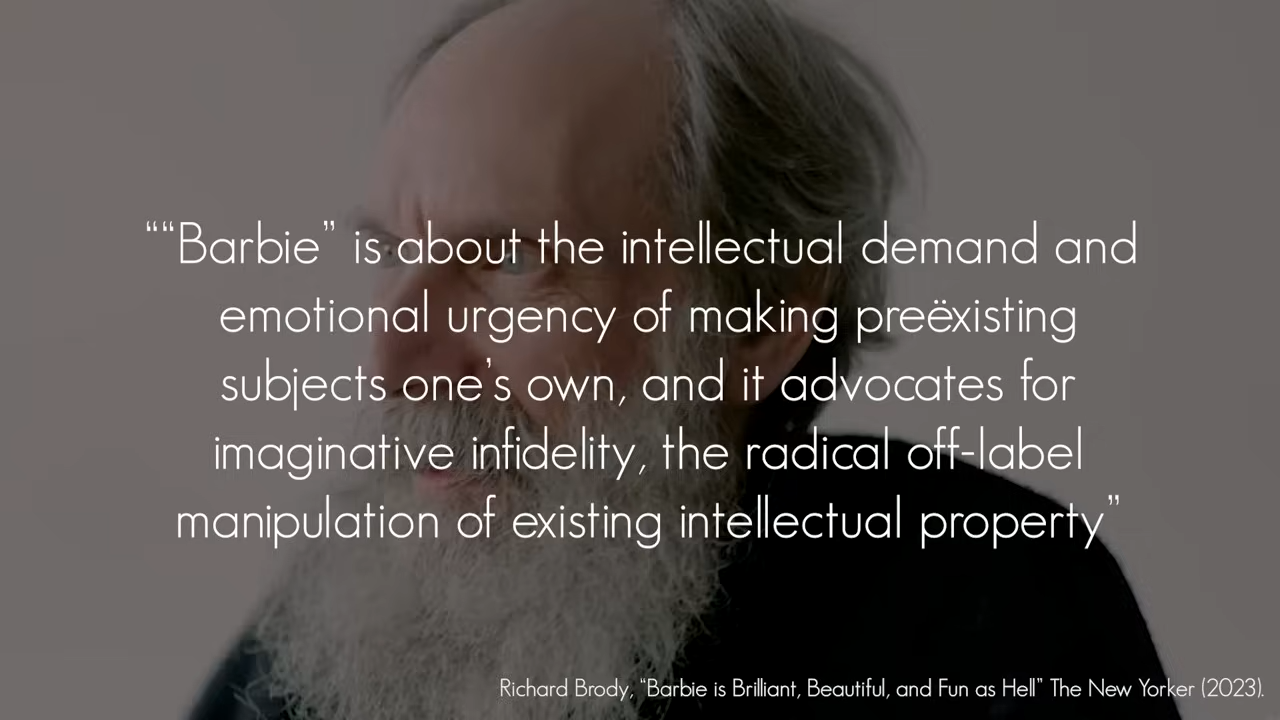 ““Barbie” is about the intellectual demand and
emotional urgency of making preëxisting
subjects one’s own, and it advocates for
imaginative infidelity, the radical off-label
manipulation of existing intellectual property”
Richard Brody, “Barbie is Brilliant, Beautiful, and Fun as Hell” The New Yorker (2023).